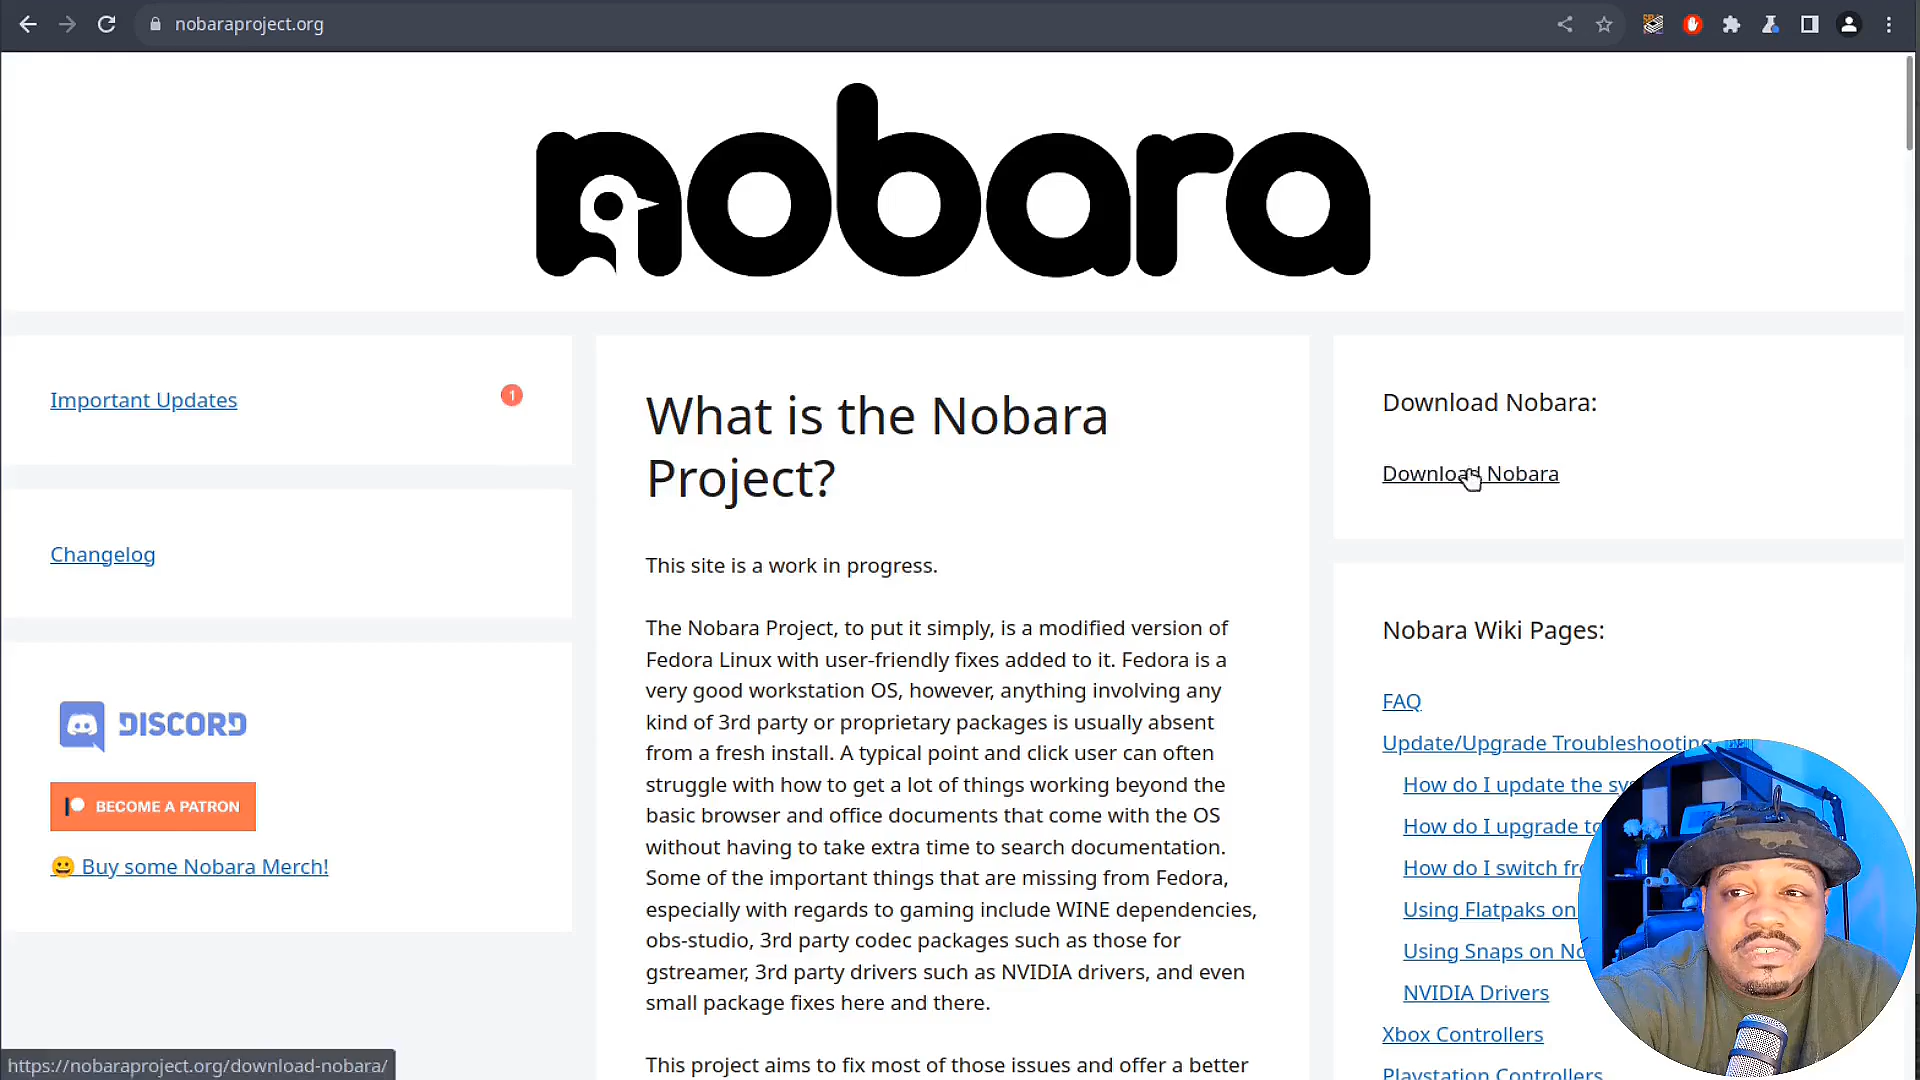 nobaraproject.org
nobara
Important Updates
1
Changelog
DISCORD
BECOME A PATRON
😀 Buy some Nobara Merch!
What is the Nobara
Project?
This site is a work in progress.
The Nobara Project, to put it simply, is a modified version of
Fedora Linux with user-friendly fixes added to it. Fedora is a
very good workstation OS, however, anything involving any
kind of 3rd party or proprietary packages is usually absent
from a fresh install. A typical point and click user can often
struggle with how to get a lot of things working beyond the
basic browser and office documents that come with the OS
without having to take extra time to search documentation.
Some of the important things that are missing from Fedora,
especially with regards to gaming include WINE dependencies,
obs-studio, 3rd party codec packages such as those for
gstreamer, 3rd party drivers such as NVIDIA drivers, and even
small package fixes here and there.
This project aims to fix most of those issues and offer a better
Download Nobara:
Download Nobara
Nobara Wiki Pages:
FAQ
Update/Upgrade Troubleshooting
How do I update the
How do I upgrade
How do I switch
Using Flatpaks on
Using Snaps on
NVIDIA Drivers
Xbox Controllers
Playstation Controllers
https://nobaraproject.org/download-nobara/